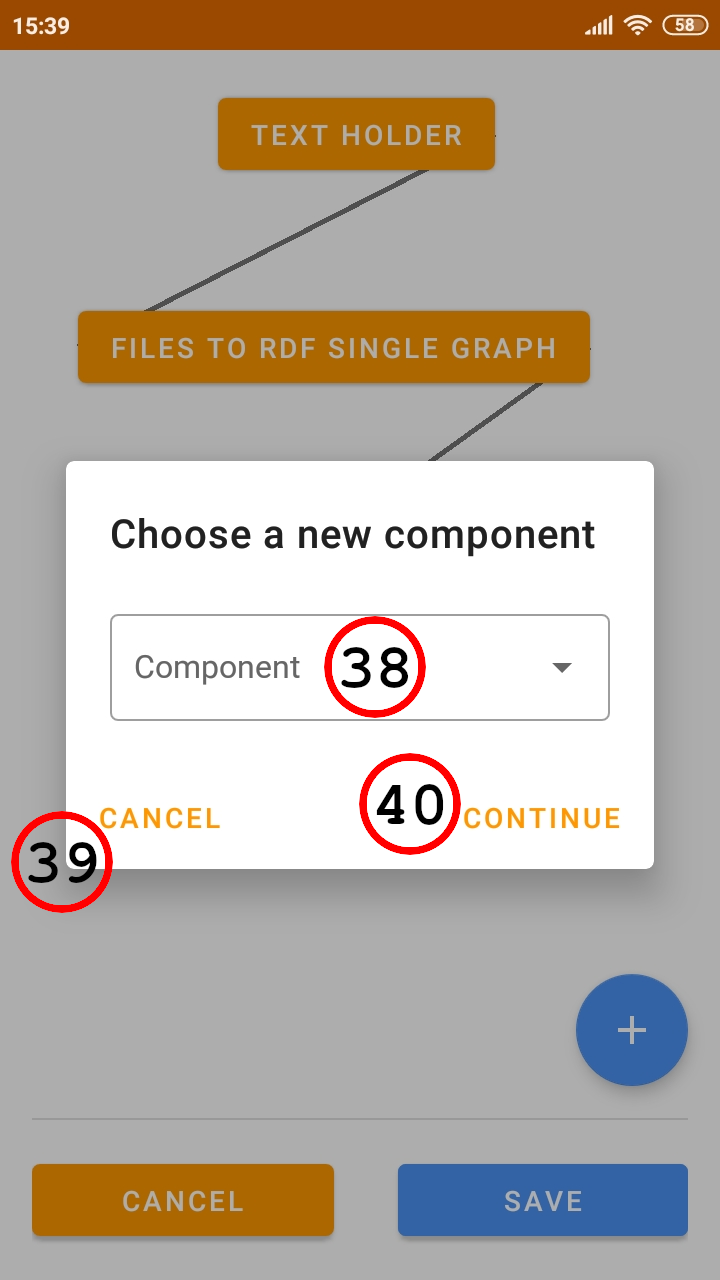 15:39
58
TEXT HOLDER
FILES TO RDF SINGLE GRAPH
Choose a new component
Component 38
40
CANCEL CONTINUE
39
+
CANCEL SAVE